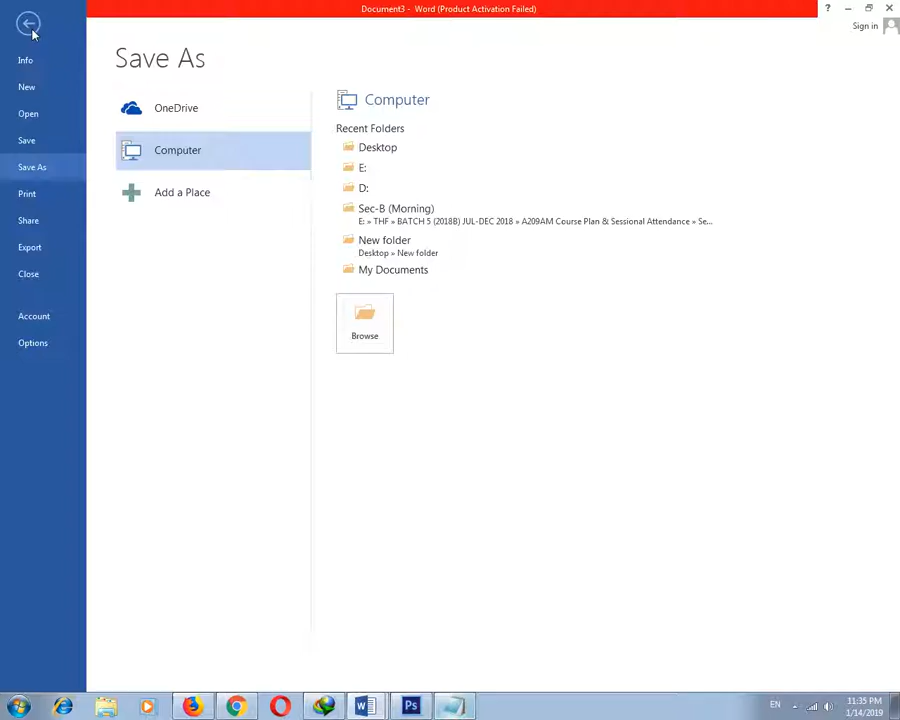 Document3 - Word (Product Activation Failed)
?
Sign in
Info
New
Open
Save
Save As
Print
Share
Export
Close
Account
Options
Save As
OneDrive
Computer
Add a Place
Computer
Recent Folders
Desktop
E:
D:
Sec-B (Morning)
E: » THF » BATCH 5 (2018B) JUL-DEC 2018 » A209AM Course Plan & Sessional Attendance » Se...
New folder
Desktop » New folder
My Documents
Browse
W
Ps
EN
11:35 PM
1/14/2019